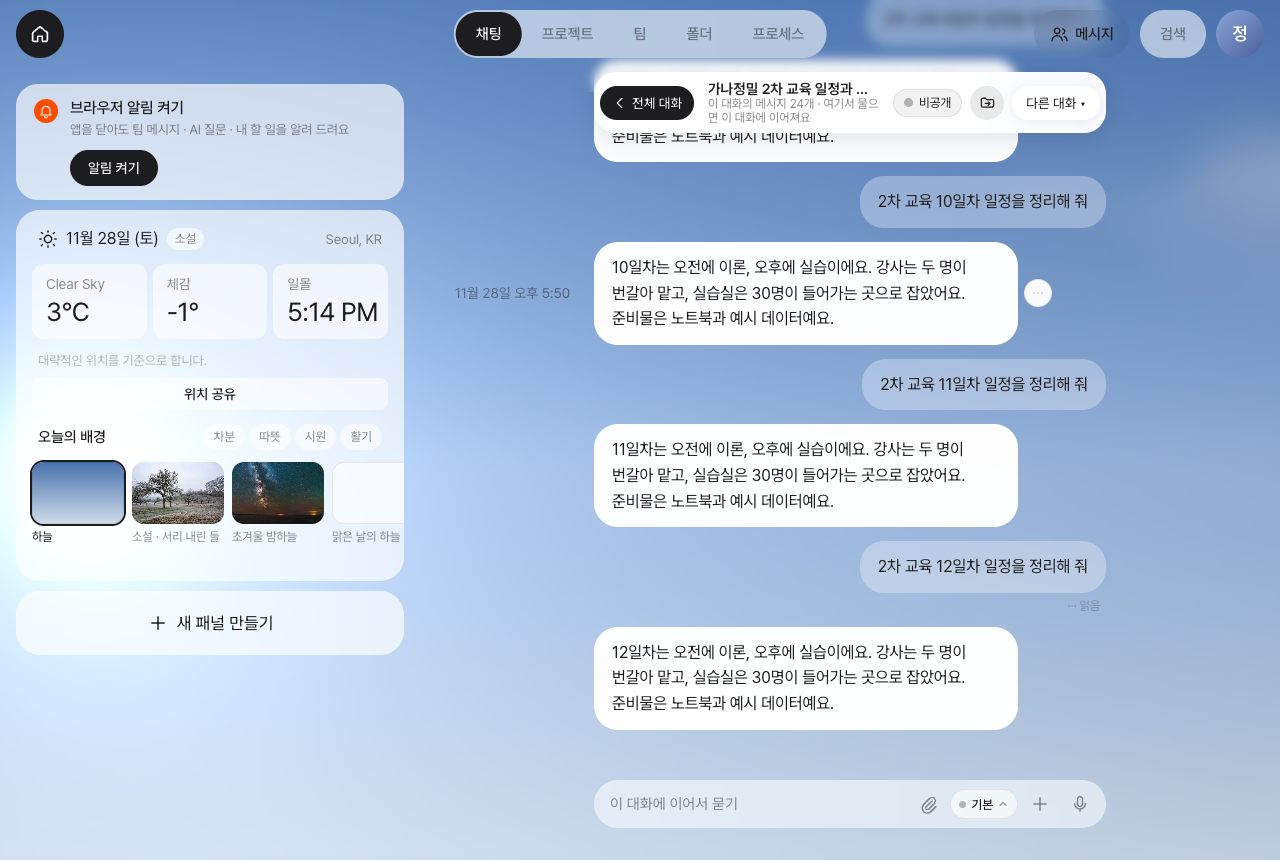 채팅
프로젝트
팀
폴더
프로세스
메시지
검색
정
브라우저 알림 켜기
앱을 닫아도 팀 메시지 · AI 질문 · 내 할 일을 알려 드려요
알림 켜기
11월 28일 (토)
소설
Seoul, KR
Clear Sky
3°C
체감
-1°
일몰
5:14 PM
대략적인 위치를 기준으로 합니다.
위치 공유
오늘의 배경
차분
따뜻
시원
활기
하늘
소설 · 서리 내린 들
초겨울 밤하늘
맑은 날의 하늘
새 패널 만들기
전체 대화
가나정밀 2차 교육 일정과 ...
이 대화의 메시지 24개 · 여기서 물으
면 이 대화에 이어져요
비공개
다른 대화
준비물은 노트북과 예시 데이터예요.
2차 교육 10일차 일정을 정리해 줘
11월 28일 오후 5:50
10일차는 오전에 이론, 오후에 실습이에요. 강사는 두 명이
번갈아 맡고, 실습실은 30명이 들어가는 곳으로 잡았어요.
준비물은 노트북과 예시 데이터예요.
2차 교육 11일차 일정을 정리해 줘
11일차는 오전에 이론, 오후에 실습이에요. 강사는 두 명이
번갈아 맡고, 실습실은 30명이 들어가는 곳으로 잡았어요.
준비물은 노트북과 예시 데이터예요.
2차 교육 12일차 일정을 정리해 줘
··· 읽음
12일차는 오전에 이론, 오후에 실습이에요. 강사는 두 명이
번갈아 맡고, 실습실은 30명이 들어가는 곳으로 잡았어요.
준비물은 노트북과 예시 데이터예요.
이 대화에 이어서 묻기
기본